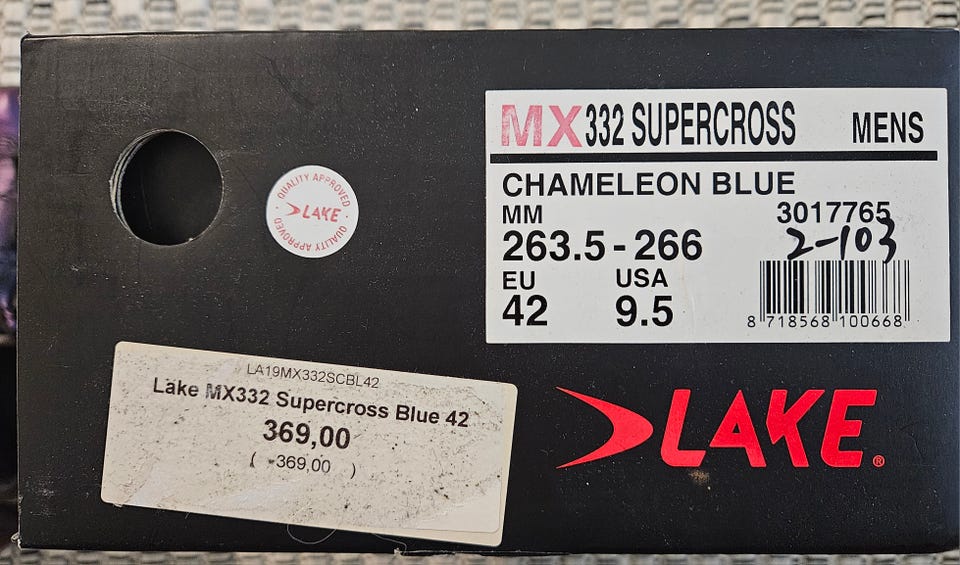 MX332 SUPERCROSS MENS
CHAMELEON BLUE
MM 3017765
263.5 - 266 2-103
EU USA
42 9.5
8 718568 100668
QUALITY APPROVED
LAKE
QUALITY APPROVED
LA19MX332SCBL42
Lake MX332 Supercross Blue 42
369,00
( -369,00 )
LAKE®